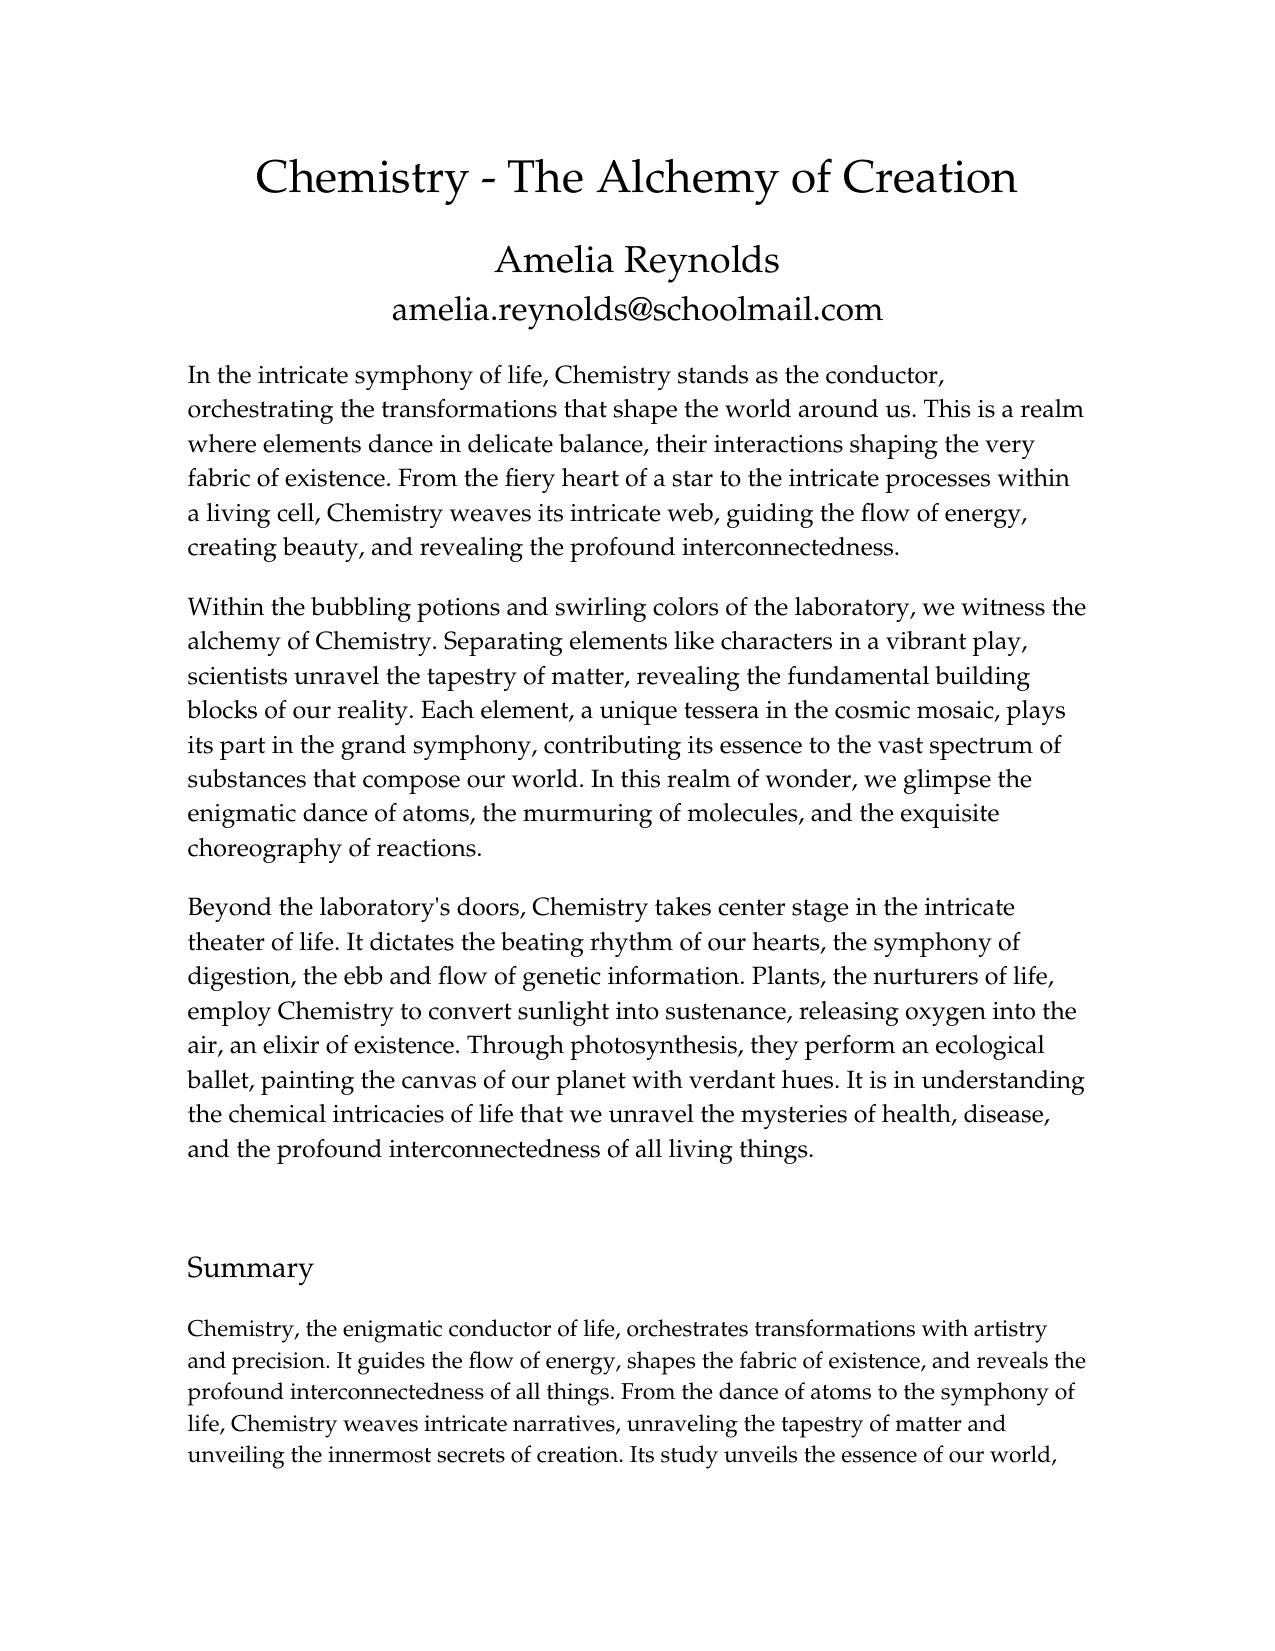 Chemistry - The Alchemy of Creation
Amelia Reynolds
amelia.reynolds@schoolmail.com
In the intricate symphony of life, Chemistry stands as the conductor,
orchestrating the transformations that shape the world around us. This is a realm
where elements dance in delicate balance, their interactions shaping the very
fabric of existence. From the fiery heart of a star to the intricate processes within
a living cell, Chemistry weaves its intricate web, guiding the flow of energy,
creating beauty, and revealing the profound interconnectedness.
Within the bubbling potions and swirling colors of the laboratory, we witness the
alchemy of Chemistry. Separating elements like characters in a vibrant play,
scientists unravel the tapestry of matter, revealing the fundamental building
blocks of our reality. Each element, a unique tessera in the cosmic mosaic, plays
its part in the grand symphony, contributing its essence to the vast spectrum of
substances that compose our world. In this realm of wonder, we glimpse the
enigmatic dance of atoms, the murmuring of molecules, and the exquisite
choreography of reactions.
Beyond the laboratory's doors, Chemistry takes center stage in the intricate
theater of life. It dictates the beating rhythm of our hearts, the symphony of
digestion, the ebb and flow of genetic information. Plants, the nurturers of life,
employ Chemistry to convert sunlight into sustenance, releasing oxygen into the
air, an elixir of existence. Through photosynthesis, they perform an ecological
ballet, painting the canvas of our planet with verdant hues. It is in understanding
the chemical intricacies of life that we unravel the mysteries of health, disease,
and the profound interconnectedness of all living things.
Summary
Chemistry, the enigmatic conductor of life, orchestrates transformations with artistry
and precision. It guides the flow of energy, shapes the fabric of existence, and reveals the
profound interconnectedness of all things. From the dance of atoms to the symphony of
life, Chemistry weaves intricate narratives, unraveling the tapestry of matter and
unveiling the innermost secrets of creation. Its study unveils the essence of our world,